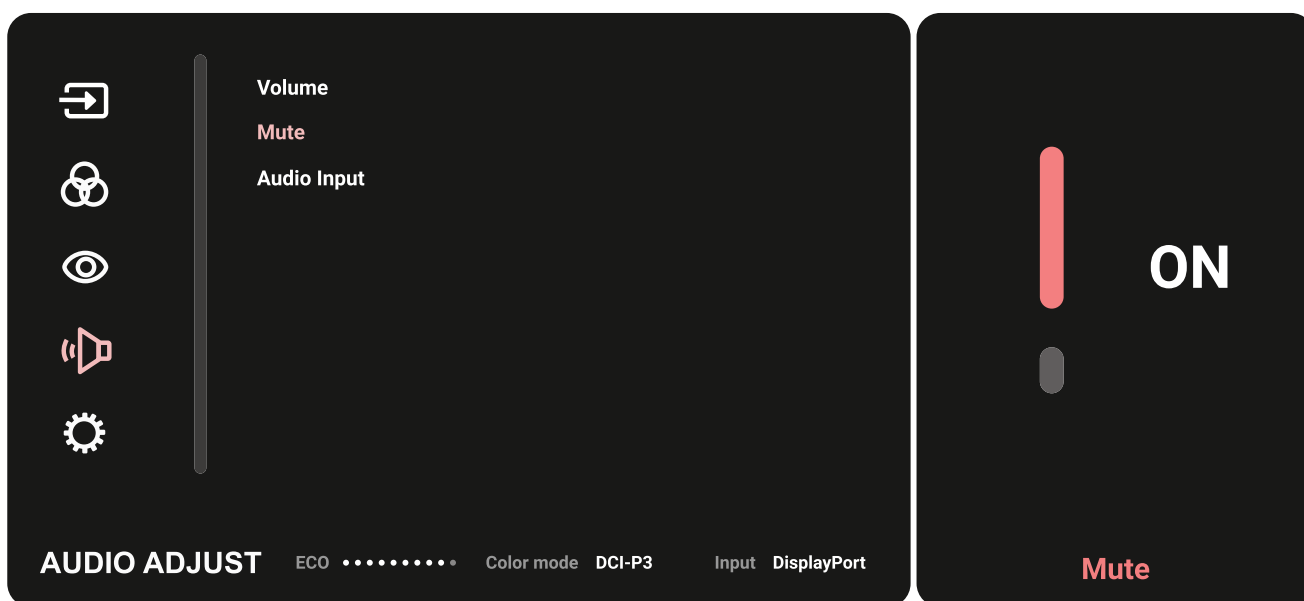 Volume
Mute
Audio Input
AUDIO ADJUST ECO Color mode DCI-P3 Input DisplayPort
ON
Mute